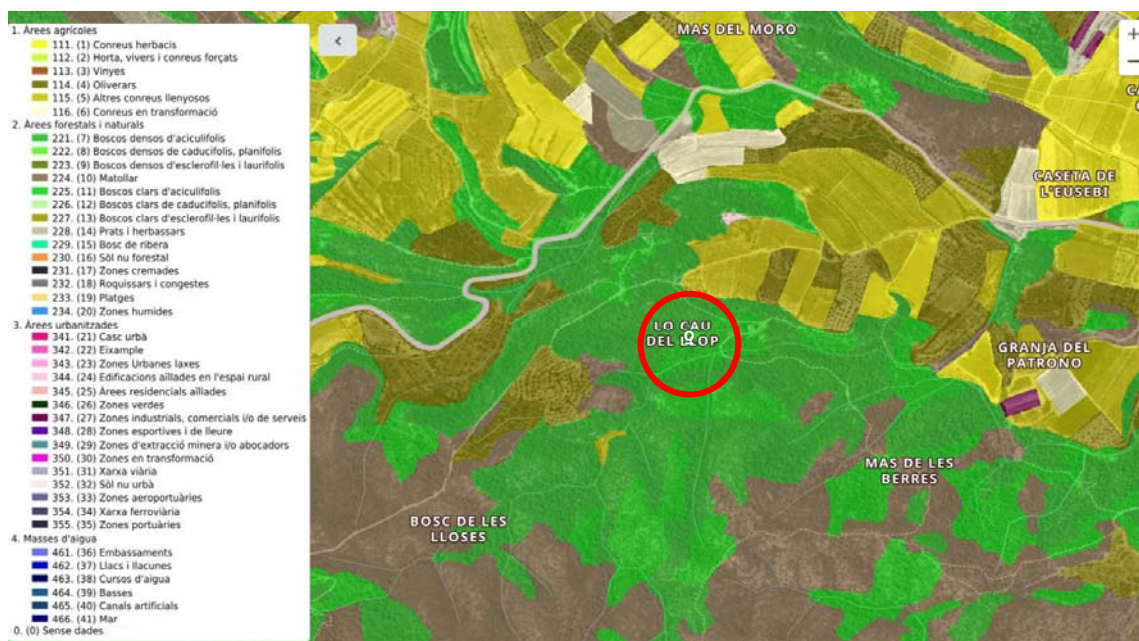 1. Àrees agrícoles
111. (1) Conreus herbacis
112. (2) Horta, vivers i conreus forçats
113. (3) Vinyes
114. (4) Oliverars
115. (5) Altres conreus llenyosos
116. (6) Conreus en transformació
2. Àrees forestals i naturals
221. (7) Boscos densos d'aciculifolis
222. (8) Boscos densos de caducifolis, planifolis
223. (9) Boscos densos d'esclerofil·les i laurifolis
224. (10) Matollar
225. (11) Boscos clars d'aciculifolis
226. (12) Boscos clars de caducifolis, planifolis
227. (13) Boscos clars d'esclerofil·les i laurifolis
228. (14) Prats i herbassars
229. (15) Bosc de ribera
230. (16) Sòl nu forestal
231. (17) Zones cremades
232. (18) Roquissars i congestes
233. (19) Platges
234. (20) Zones humides
3. Àrees urbanitzades
341. (21) Casc urbà
342. (22) Eixample
343. (23) Zones Urbanes laxes
344. (24) Edificacions aïllades en l'espai rural
345. (25) Àrees residencials aïllades
346. (26) Zones verdes
347. (27) Zones industrials, comercials i/o de serveis
348. (28) Zones esportives i de lleure
349. (29) Zones d'extracció minera i/o abocadors
350. (30) Zones en transformació
351. (31) Xarxa viària
352. (32) Sòl nu urbà
353. (33) Zones aeroportuàries
354. (34) Xarxa ferroviària
355. (35) Zones portuàries
4. Masses d'aigua
461. (36) Embassaments
462. (37) Llacs i llacunes
463. (38) Cursos d'aigua
464. (39) Basses
465. (40) Canals artificials
466. (41) Mar
0. (0) Sense dades
MAS DEL MORO
CASETA DE
L'EUSEBI
LO CAU
DEL LLOP
GRANJA DEL
PATRONO
MAS DE LES
BERRES
BOSC DE LES
LLOSES